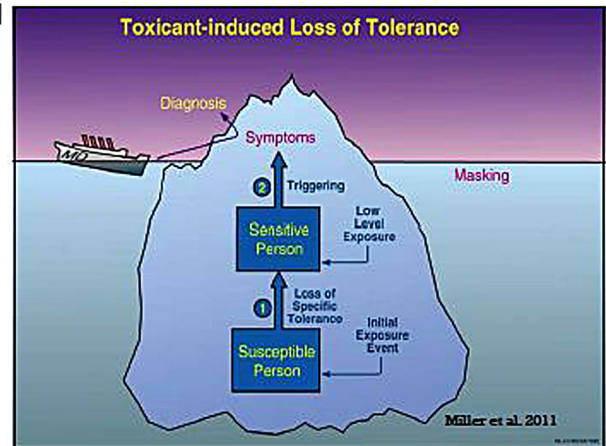 Toxicant-induced Loss of Tolerance
Diagnosis
Symptoms
MD
Masking
2
Triggering
Low
Level
Exposure
Sensitive
Person
1
Loss of
Specific
Tolerance
Initial
Exposure
Event
Susceptible
Person
Miller et al. 2011